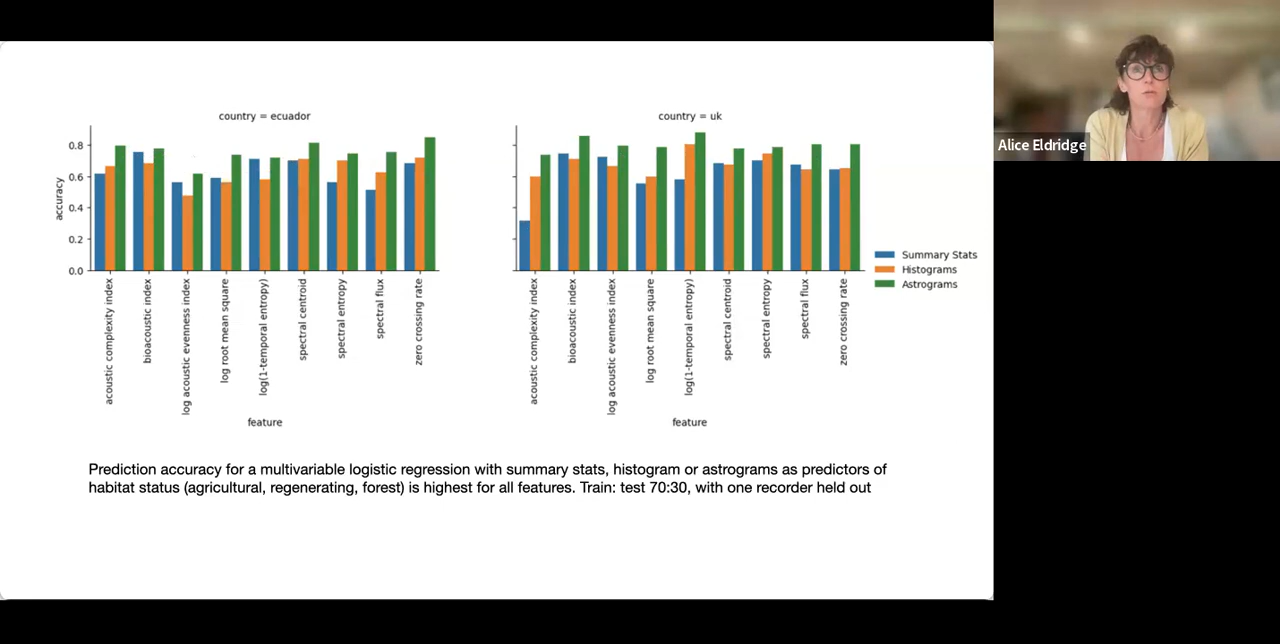 country = ecuador
country = uk
Alice Eldridge
accuracy
0.8
0.6
0.4
0.2
0.0
acoustic complexity index
bioacoustic index
log acoustic evenness index
log root mean square
log(1-temporal entropy)
spectral centroid
spectral entropy
spectral flux
zero crossing rate
feature
acoustic complexity index
bioacoustic index
log acoustic evenness index
log root mean square
log(1-temporal entropy)
spectral centroid
spectral entropy
spectral flux
zero crossing rate
feature
Summary Stats
Histograms
Astrograms
Prediction accuracy for a multivariable logistic regression with summary stats, histogram or astrograms as predictors of
habitat status (agricultural, regenerating, forest) is highest for all features. Train: test 70:30, with one recorder held out